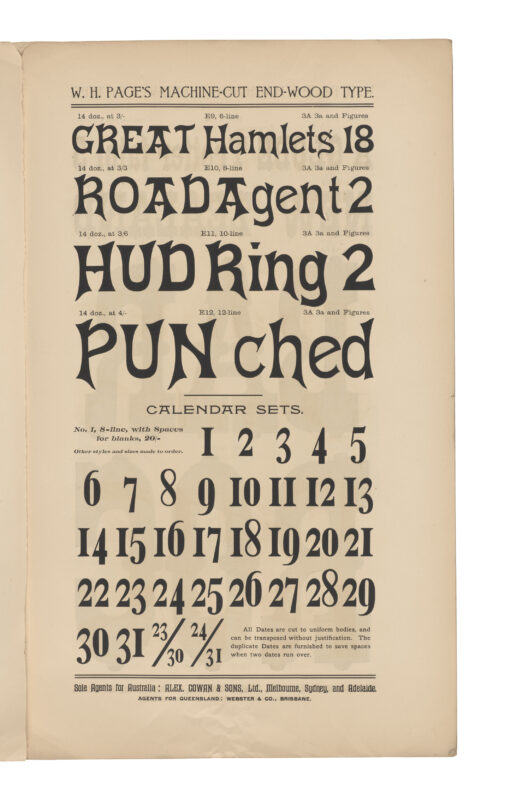 W. H. PAGE'S MACHINE-CUT END-WOOD TYPE.
14 doz., at 3/- E9, 6-line 3A 3a and Figures
GREAT Hamlets 18
14 doz., at 3/3 E10, 8-line 3A 3a and Figures
ROAD Agent 2
14 doz., at 3/6 E11, 10-line 3A 3a and Figures
HUD Ring 2
14 doz., at 4/- E12, 12-line 3A 3a and Figures
PUN ched
CALENDAR SETS.
No. 1, 8-line, with Spaces
for blanks, 20/-
Other styles and sizes made to order.
1 2 3 4 5
6 7 8 9 10 11 12 13
14 15 16 17 18 19 20 21
22 23 24 25 26 27 28 29
30 31 23/30 24/31
All Dates are cut to uniform bodies, and
can be transposed without justification. The
duplicate Dates are furnished to save spaces
when two dates run over.
Sole Agents for Australia: ALEX. COWAN & SONS, Ltd., Melbourne, Sydney, and Adelaide.
AGENTS FOR QUEENSLAND: WEBSTER & CO., BRISBANE.